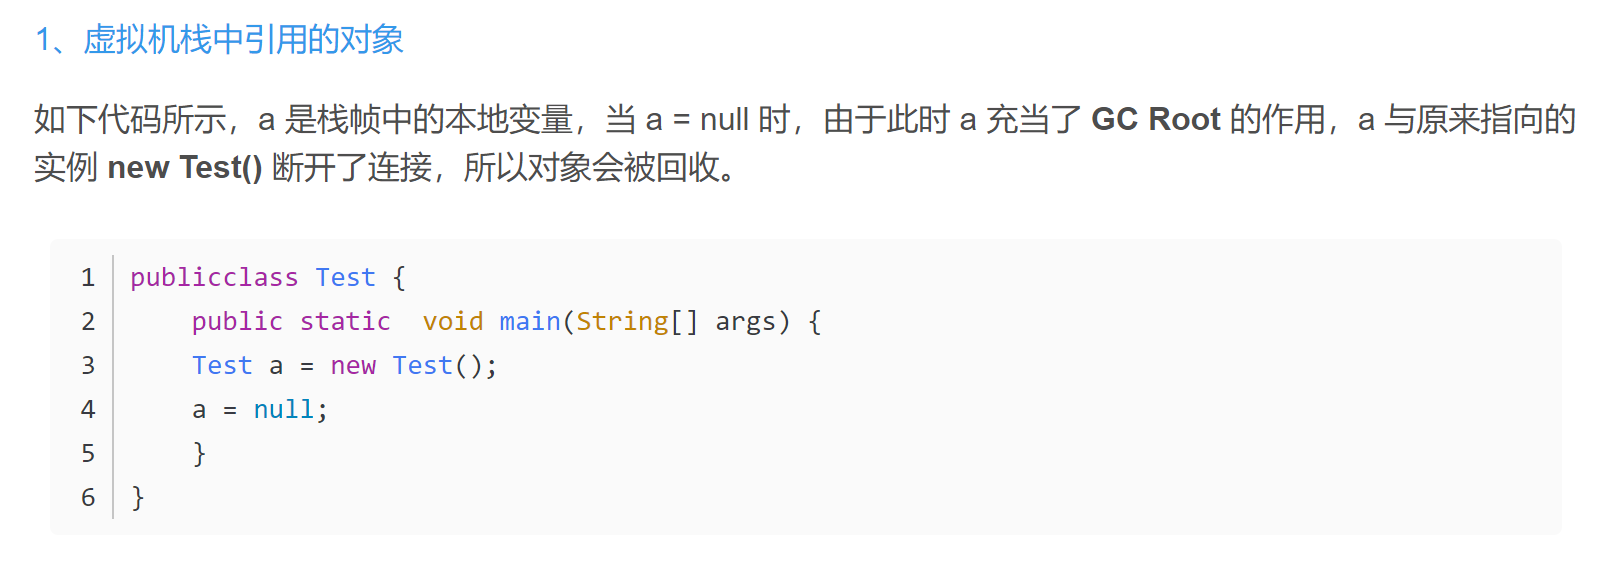 1、虚拟机栈中引用的对象
如下代码所示，a 是栈帧中的本地变量，当 a = null 时，由于此时 a 充当了 GC Root 的作用，a 与原来指向的
实例 new Test() 断开了连接，所以对象会被回收。
1 publicclass Test {
2     public static  void main(String[] args) {
3     Test a = new Test();
4     a = null;
5     }
6 }